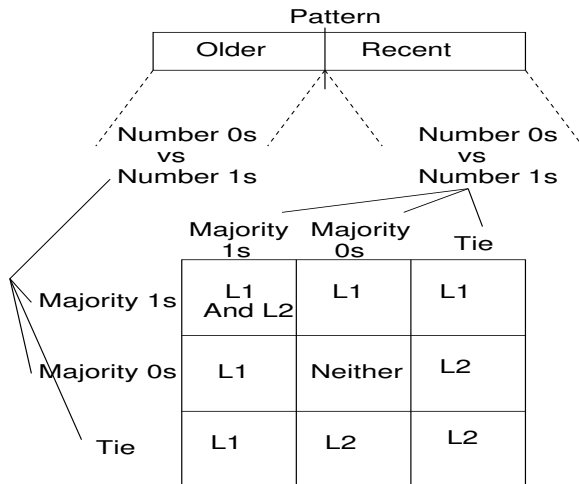 Pattern
Older Recent
Number 0s Number 0s
vs vs
Number 1s Number 1s
Majority 1s Majority 0s Tie
Majority 1s L1 And L2 L1 L1
Majority 0s L1 Neither L2
Tie L1 L2 L2